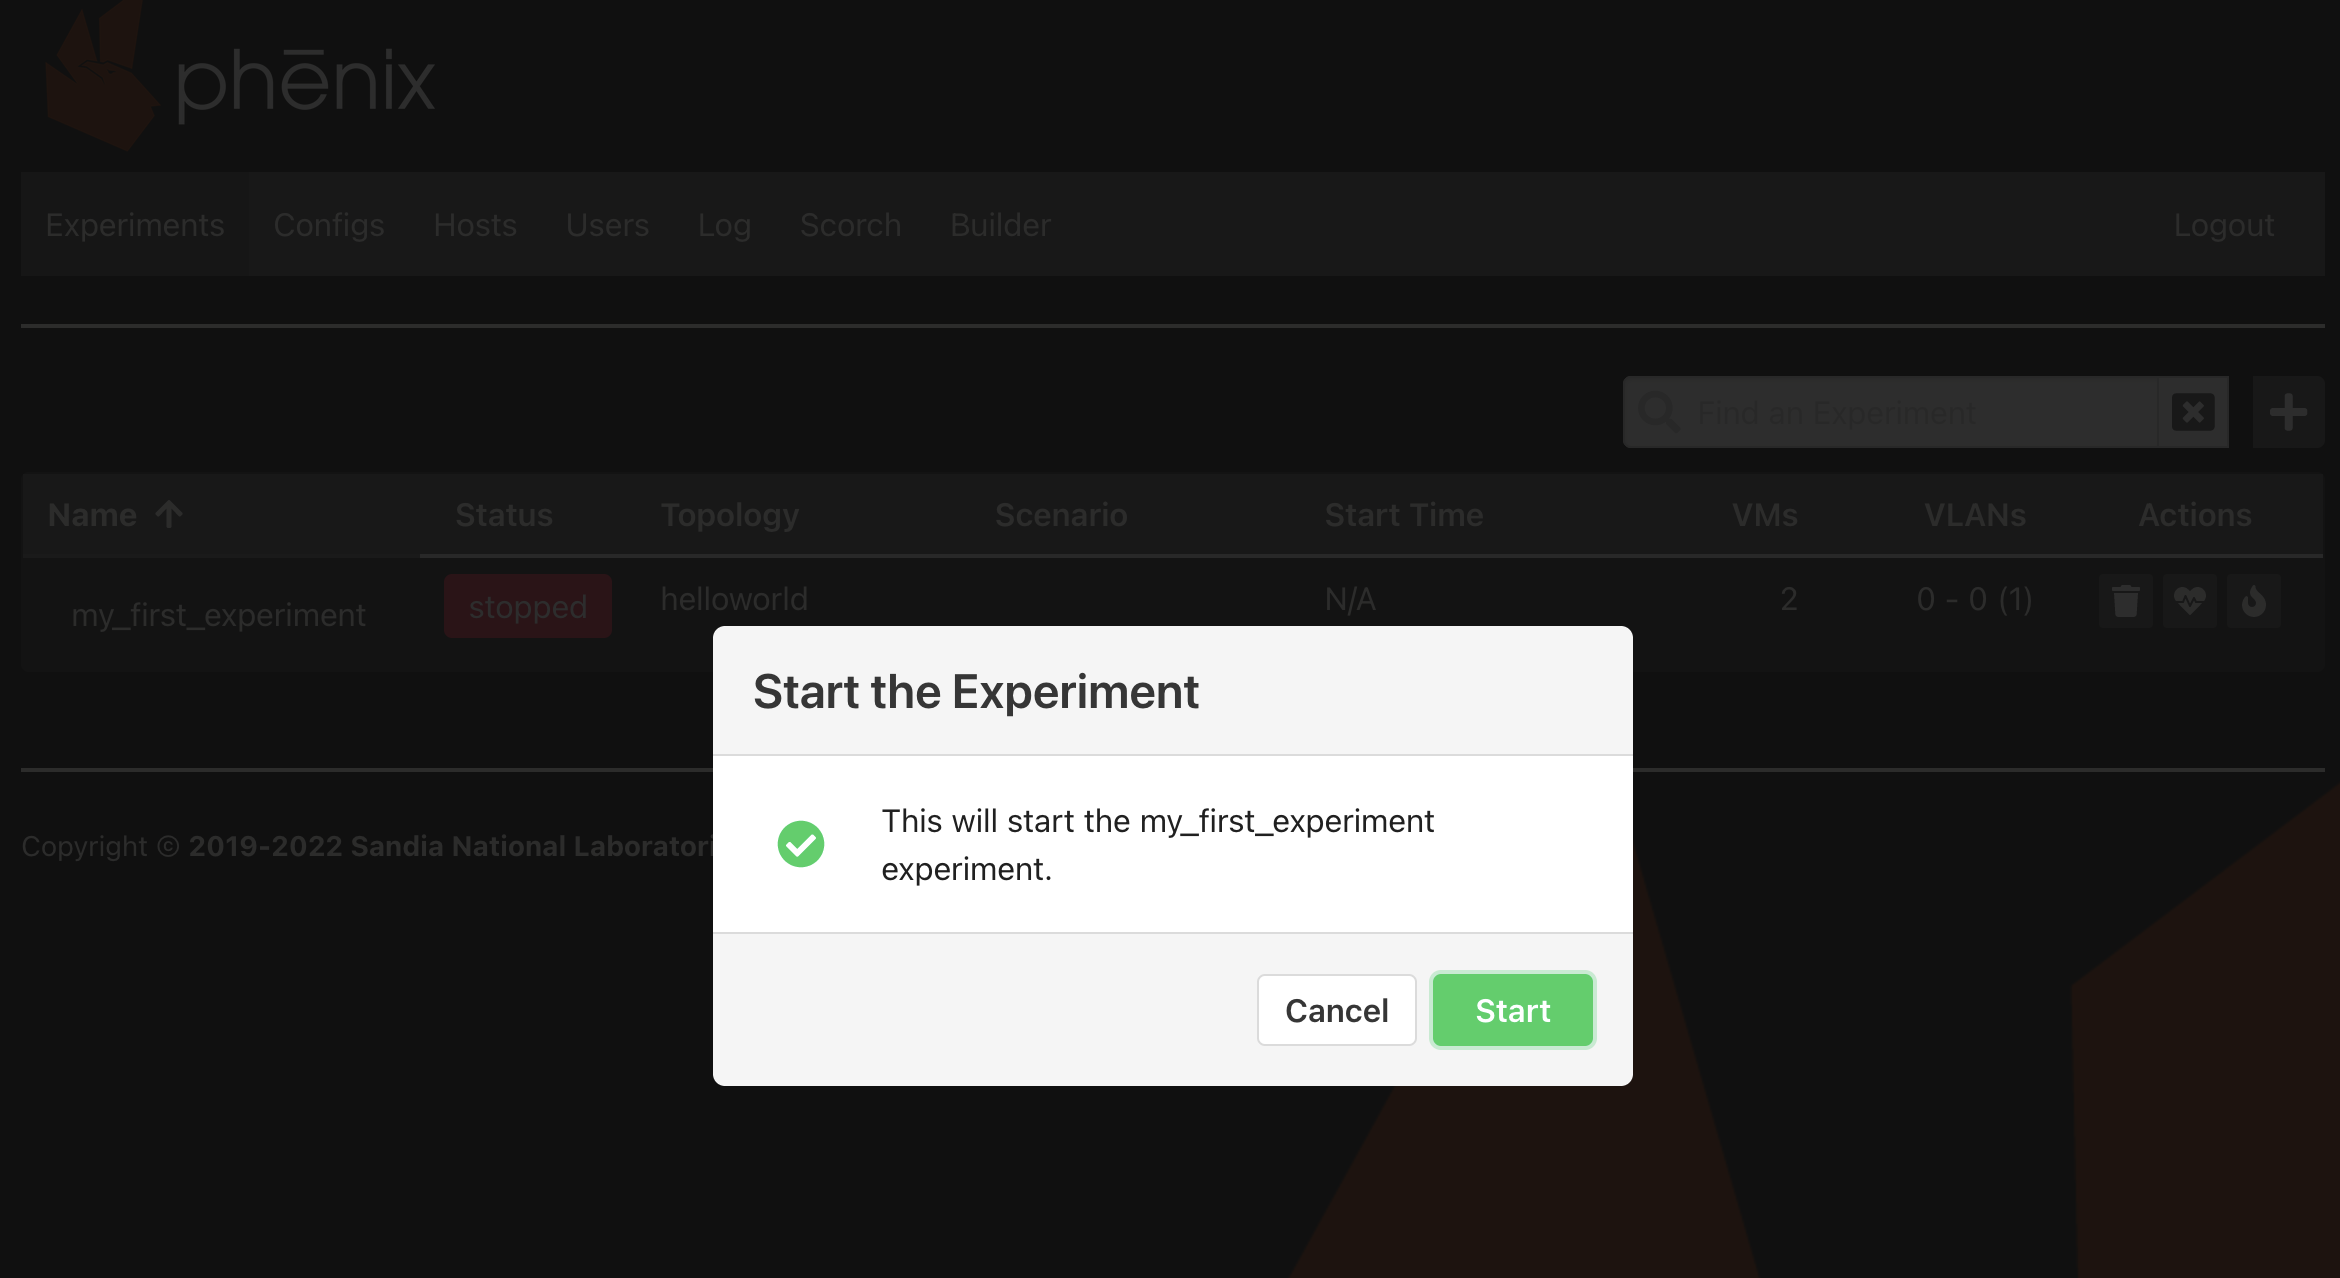 phēnix
Experiments Configs Hosts Users Log Scorch Builder Logout
Find an Experiment
Name Status Topology Scenario Start Time VMs VLANs Actions
my_first_experiment stopped helloworld N/A 2 0 - 0 (1)
Start the Experiment
This will start the my_first_experiment
experiment.
Cancel Start
Copyright © 2019-2022 Sandia National Laboratori